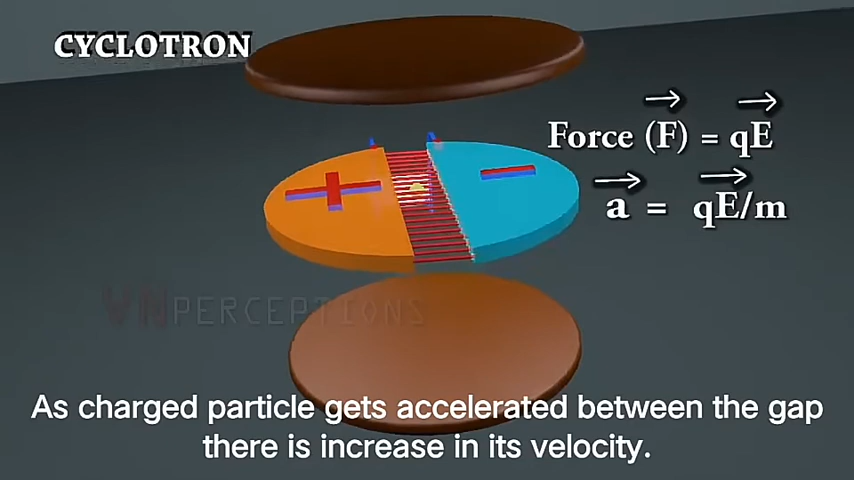 CYCLOTRON
Force (F) = qE
a = qE/m
+
−
VNPERCEPTIONS
As charged particle gets accelerated between the gap
there is increase in its velocity.